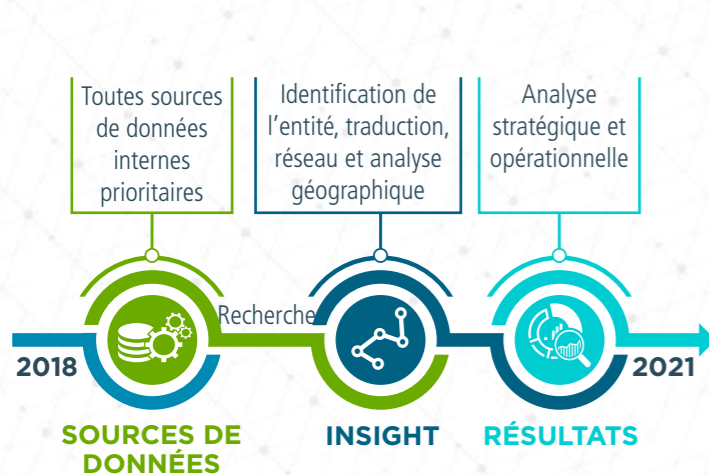 Toutes sources
de données
internes
prioritaires
Identification de
l'entité, traduction,
réseau et analyse
géographique
Analyse
stratégique et
opérationnelle
Recherche
2018
2021
SOURCES DE
DONNÉES
INSIGHT
RÉSULTATS